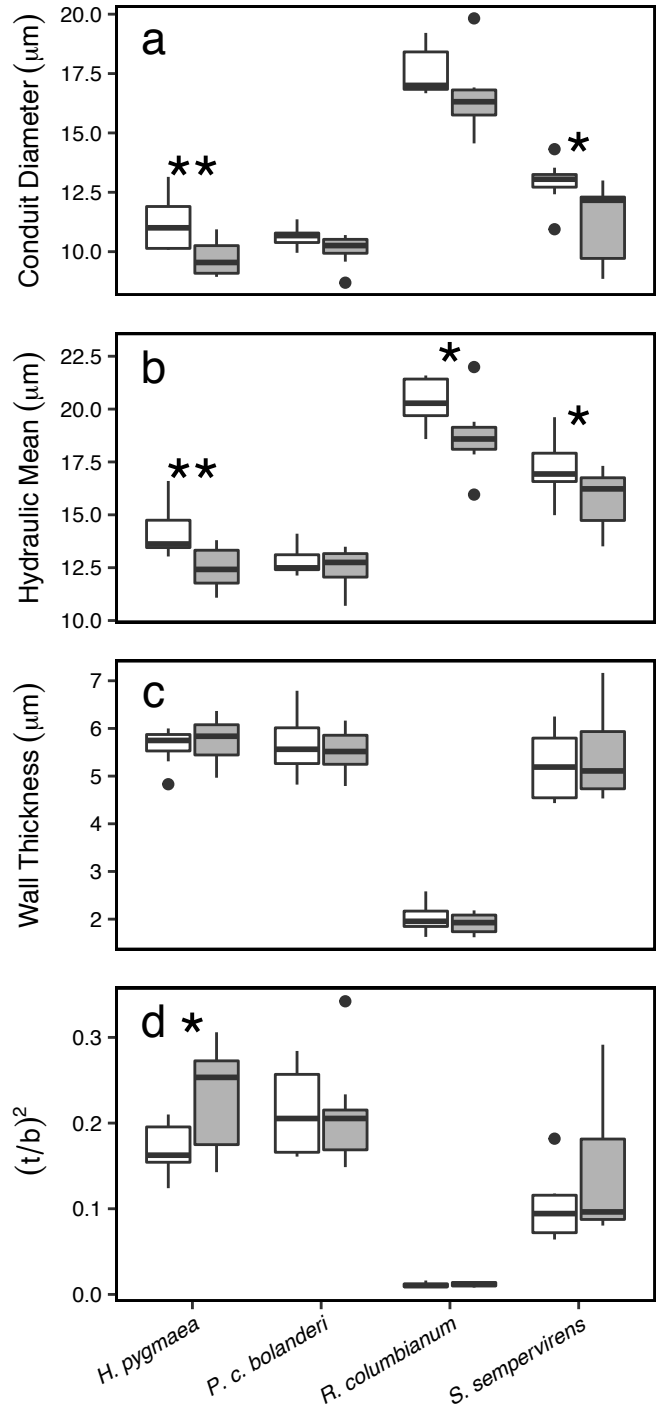 a
Conduit Diameter (μm)
20.0
17.5
15.0
12.5
10.0
**
*
b
Hydraulic Mean (μm)
22.5
20.0
17.5
15.0
12.5
10.0
**
*
*
c
Wall Thickness (μm)
7
6
5
4
3
2
d
(t/b)²
0.3
0.2
0.1
0.0
*
H. pygmaea
P. c. bolanderi
R. columbianum
S. sempervirens